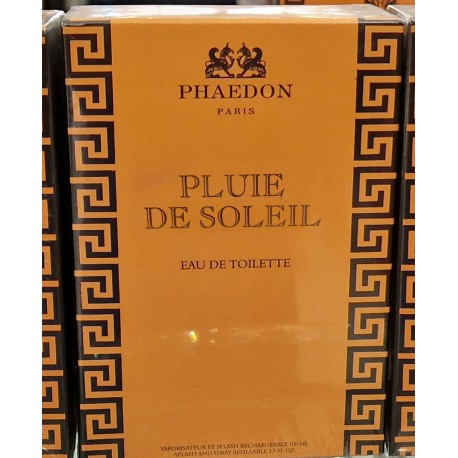 PHAEDON
PARIS
PLUIE
DE SOLEIL
EAU DE TOILETTE
VAPORISATEUR ET SPLASH RECHARGEABLE 100 ML
SPLASH AND SPRAY REFILLABLE 3.3 FL. OZ.